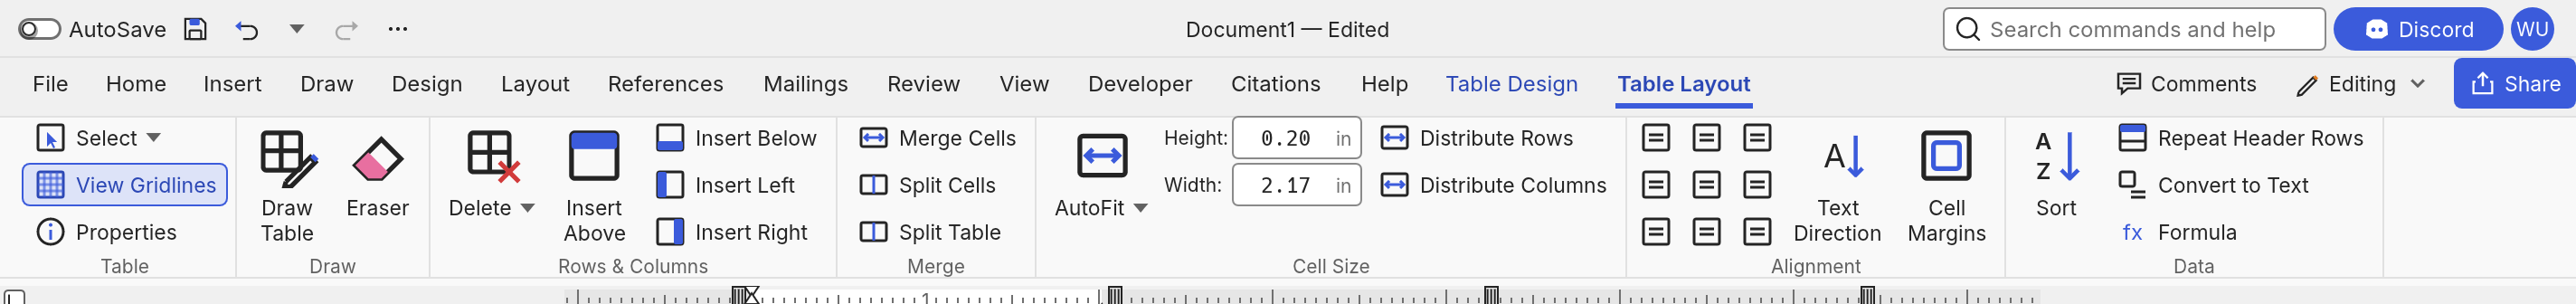 AutoSave
Document1 — Edited
Search commands and help
Discord
WU
File Home Insert Draw Design Layout References Mailings Review View Developer Citations Help Table Design Table Layout
Comments Editing Share
Select
View Gridlines
Properties
Table
Draw
Table
Eraser
Draw
Delete
Insert
Above
Insert Below
Insert Left
Insert Right
Rows & Columns
Merge Cells
Split Cells
Split Table
Merge
AutoFit
Height: 0.20 in
Width: 2.17 in
Distribute Rows
Distribute Columns
Cell Size
A
Text
Direction
Cell
Margins
Alignment
A
Z
Sort
Repeat Header Rows
Convert to Text
fx Formula
Data
1